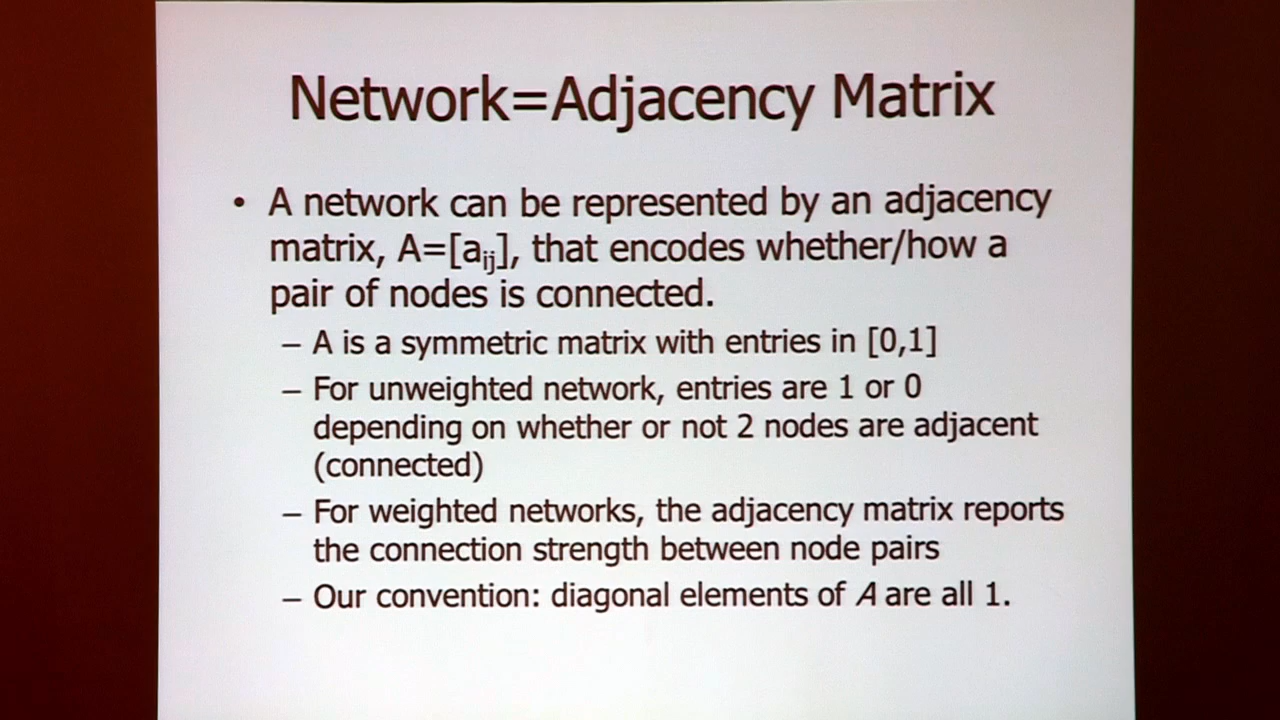 Network=Adjacency Matrix
• A network can be represented by an adjacency
matrix, A=[aij], that encodes whether/how a
pair of nodes is connected.
– A is a symmetric matrix with entries in [0,1]
– For unweighted network, entries are 1 or 0
depending on whether or not 2 nodes are adjacent
(connected)
– For weighted networks, the adjacency matrix reports
the connection strength between node pairs
– Our convention: diagonal elements of A are all 1.